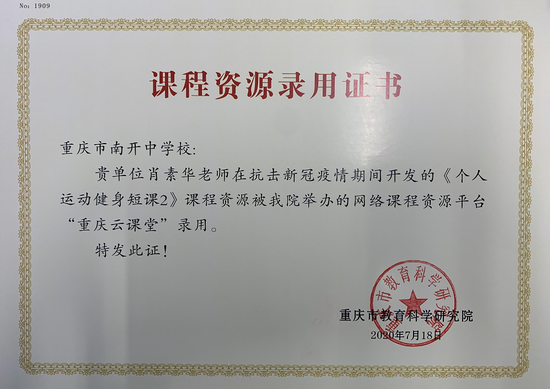 No: 1909
课程资源录用证书
重庆市南开中学校:
贵单位肖素华老师在抗击新冠疫情期间开发的《个人
运动健身短课2》课程资源被我院举办的网络课程资源平台
“重庆云课堂”录用。
特发此证!
重庆市教育科学研究院
重庆市教育科学研究院
2020年7月18日